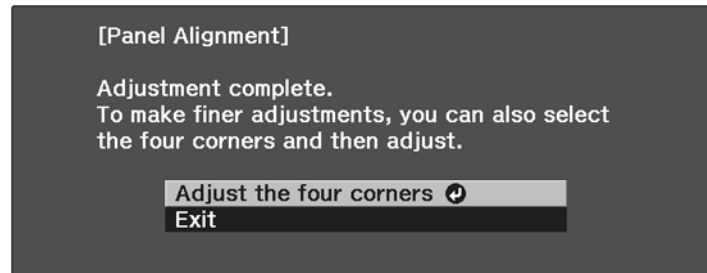 [Panel Alignment]
Adjustment complete.
To make finer adjustments, you can also select
the four corners and then adjust.
Adjust the four corners
Exit